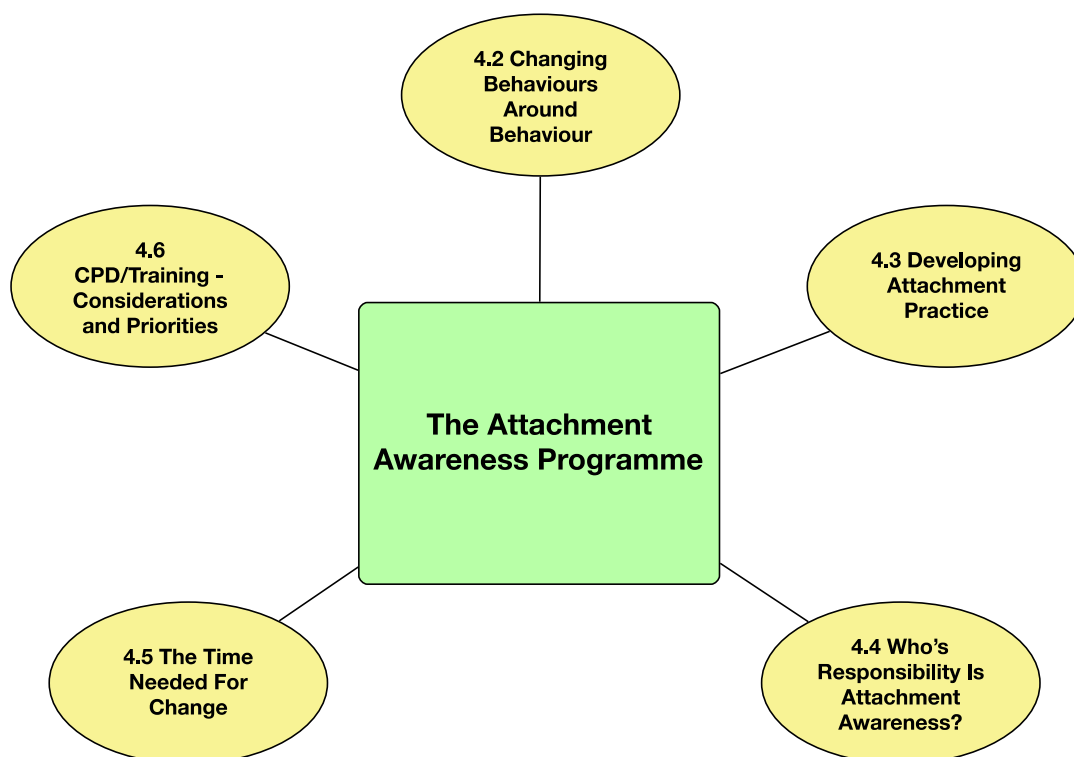 4.2 Changing
Behaviours
Around
Behaviour
4.6
CPD/Training -
Considerations
and Priorities
4.3 Developing
Attachment
Practice
The Attachment
Awareness Programme
4.5 The Time
Needed For
Change
4.4 Who's
Responsibility Is
Attachment
Awareness?